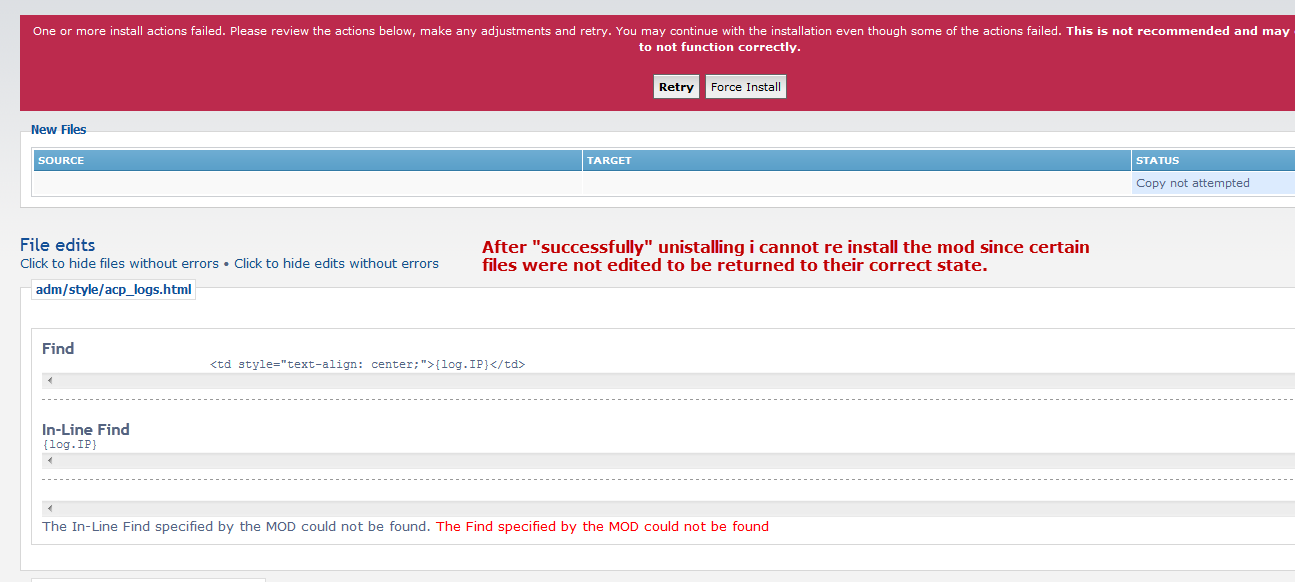 One or more install actions failed. Please review the actions below, make any adjustments and retry. You may continue with the installation even though some of the actions failed. This is not recommended and may
to not function correctly.
Retry Force Install
New Files
SOURCE TARGET STATUS
Copy not attempted
File edits
Click to hide files without errors • Click to hide edits without errors
After "successfully" unistalling i cannot re install the mod since certain
files were not edited to be returned to their correct state.
adm/style/acp_logs.html
Find
<td style="text-align: center;">{log.IP}</td>
In-Line Find
{log.IP}
The In-Line Find specified by the MOD could not be found. The Find specified by the MOD could not be found